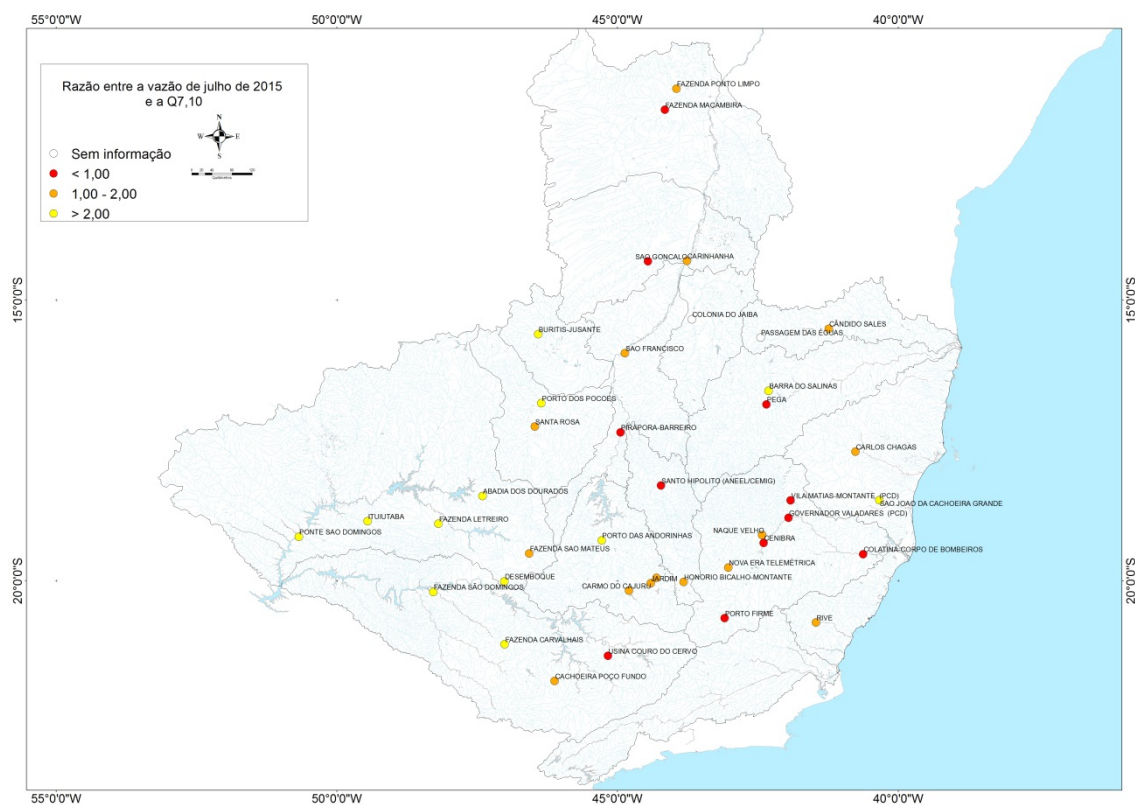 55°0'0"W
50°0'0"W
45°0'0"W
40°0'0"W
Razão entre a vazão de julho de 2015
e a Q7,10
N
W E
S
Sem informação
< 1,00
1,00 - 2,00
> 2,00
FAZENDA PONTO LIMPO
FAZENDA MACAMBIRA
SAO GONCALO
CARINHANHA
15°0'0"S
15°0'0"S
COLONIA DO JAIBA
CÂNDIDO SALES
BURITIS-JUSANTE
PASSAGEM DAS ÉGUAS
SAO FRANCISCO
BARRA DO SALINAS
PORTO DOS POCOES
PEGA
SANTA ROSA
PIRAPORA-BARREIRO
CARLOS CHAGAS
SANTO HIPOLITO (ANEEL/CEMIG)
ABADIA DOS DOURADOS
VILA MATIAS-MONTANTE (PCD)
SAO JOAO DA CACHOEIRA GRANDE
ITUIUTABA
FAZENDA LETREIRO
GOVERNADOR VALADARES (PCD)
PONTE SAO DOMINGOS
PORTO DAS ANDORINHAS
NAQUE VELHO
CENIBRA
FAZENDA SAO MATEUS
COLATINA CORPO DE BOMBEIROS
NOVA ERA TELEMÉTRICA
20°0'0"S
DESEMBOQUE
JARDIM
HONORIO BICALHO-MONTANTE
20°0'0"S
FAZENDA SÃO DOMINGOS
CARMO DO CAJURU
PORTO FIRME
RIVE
FAZENDA CARVALHAIS
USINA COURO DO CERVO
CACHOEIRA POÇO FUNDO
55°0'0"W
50°0'0"W
45°0'0"W
40°0'0"W